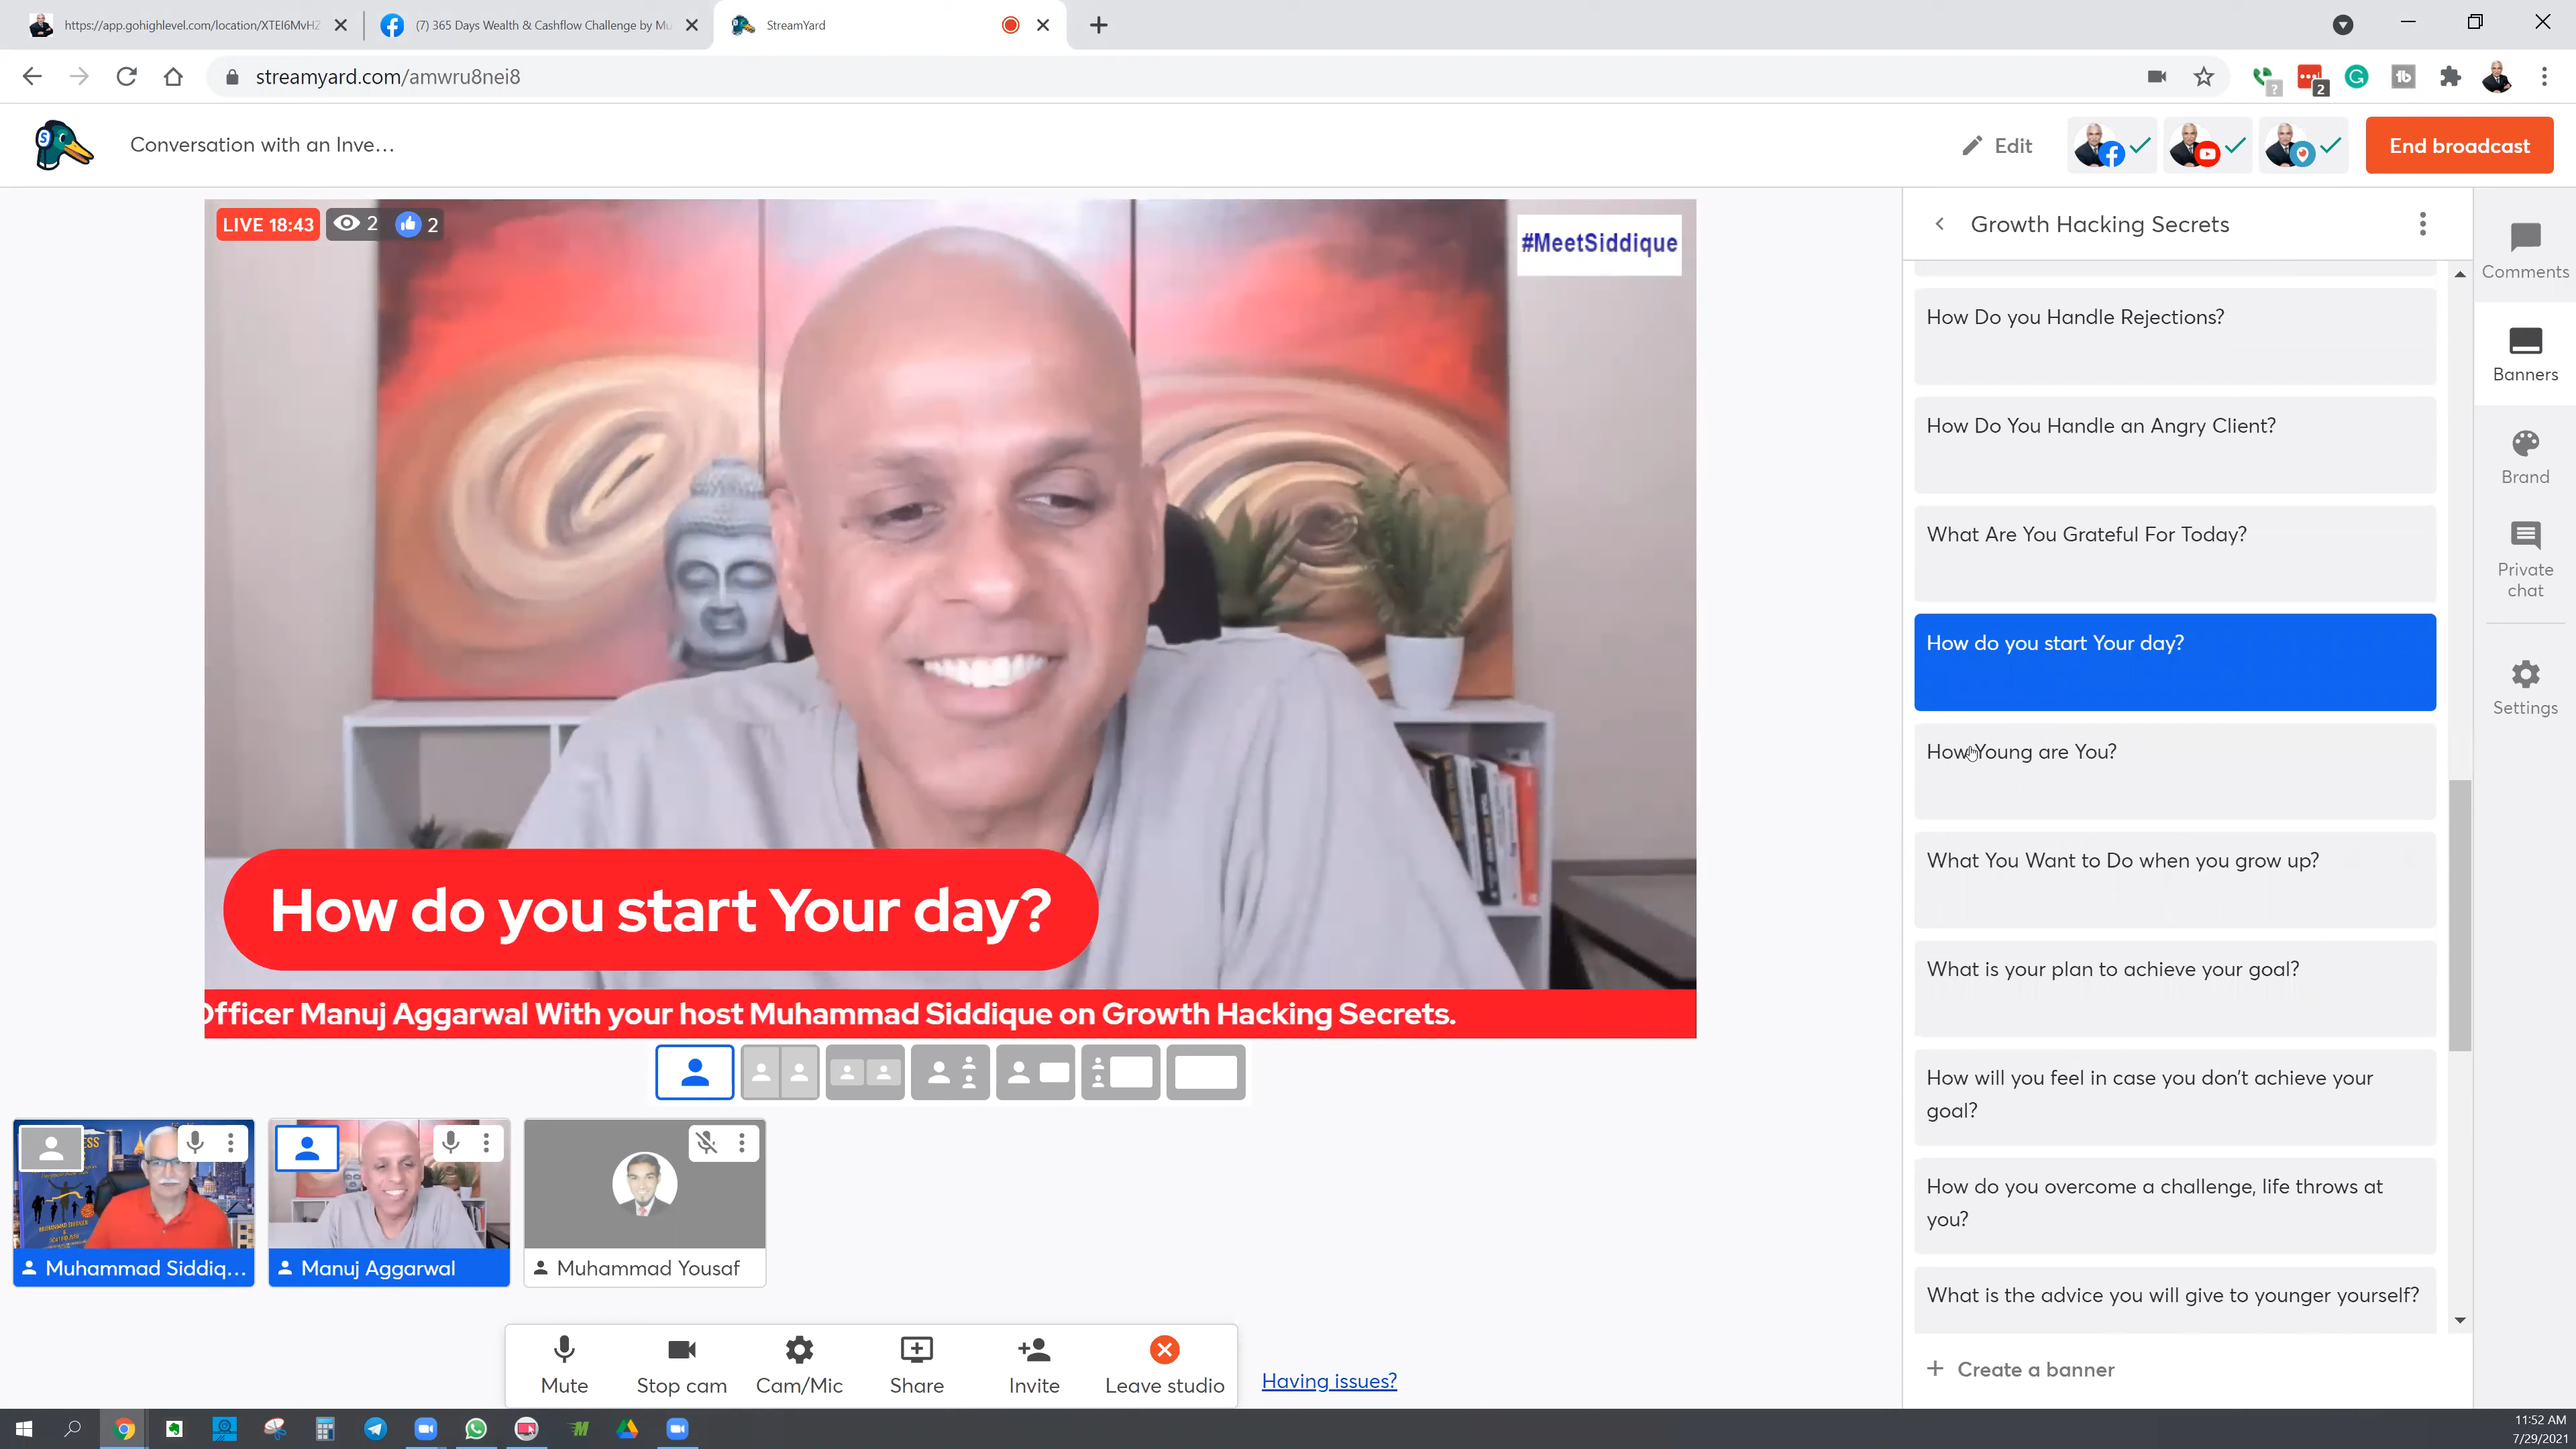 https://app.gohighlevel.com/location/XTEI6MvHZ
(7) 365 Days Wealth & Cashflow Challenge by Mu
StreamYard
streamyard.com/amwru8nei8
2
Conversation with an Inve...
Edit
End broadcast
LIVE 18:43
2
2
#MeetSiddique
How do you start Your day?
Officer Manuj Aggarwal With your host Muhammad Siddique on Growth Hacking Secrets.
Growth Hacking Secrets
How Do you Handle Rejections?
How Do You Handle an Angry Client?
What Are You Grateful For Today?
How do you start Your day?
How Young are You?
What You Want to Do when you grow up?
What is your plan to achieve your goal?
How will you feel in case you don't achieve your
goal?
How do you overcome a challenge, life throws at
you?
What is the advice you will give to younger yourself?
+ Create a banner
Comments
Banners
Brand
Private
chat
Settings
Muhammad Siddiq...
Manuj Aggarwal
Muhammad Yousaf
Mute
Stop cam
Cam/Mic
Share
Invite
Leave studio
Having issues?
11:52 AM
7/29/2021